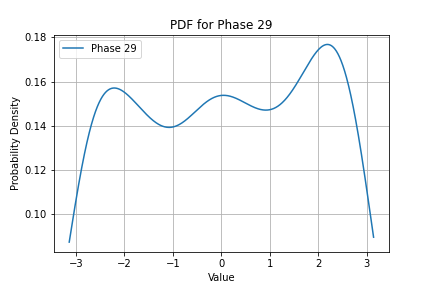 PDF for Phase 29
Phase 29
Probability Density
0.18
0.16
0.14
0.12
0.10
−3 −2 −1 0 1 2 3
Value